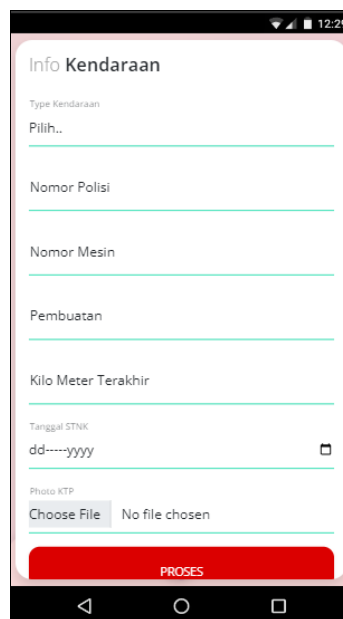 12:29
Info Kendaraan
Type Kendaraan
Pilih..
Nomor Polisi
Nomor Mesin
Pembuatan
Kilo Meter Terakhir
Tanggal STNK
dd-----yyyy
Photo KTP
Choose File No file chosen
PROSES